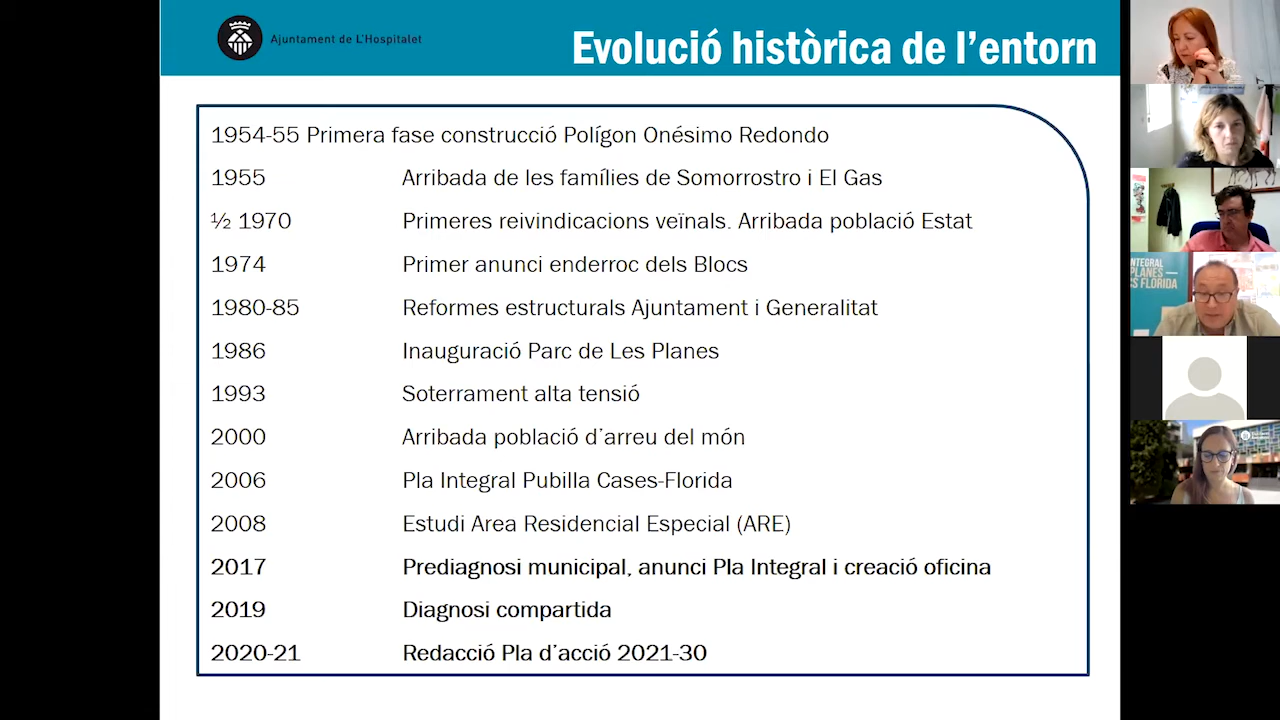 Ajuntament de L'Hospitalet
Evolució històrica de l'entorn
1954-55 Primera fase construcció Polígon Onésimo Redondo
1955 Arribada de les famílies de Somorrostro i El Gas
½ 1970 Primeres reivindicacions veïnals. Arribada població Estat
1974 Primer anunci enderroc dels Blocs
1980-85 Reformes estructurals Ajuntament i Generalitat
1986 Inauguració Parc de Les Planes
1993 Soterrament alta tensió
2000 Arribada població d'arreu del món
2006 Pla Integral Pubilla Cases-Florida
2008 Estudi Area Residencial Especial (ARE)
2017 Prediagnosi municipal, anunci Pla Integral i creació oficina
2019 Diagnosi compartida
2020-21 Redacció Pla d'acció 2021-30
INTEGRAL
PLANES
FLORIDA